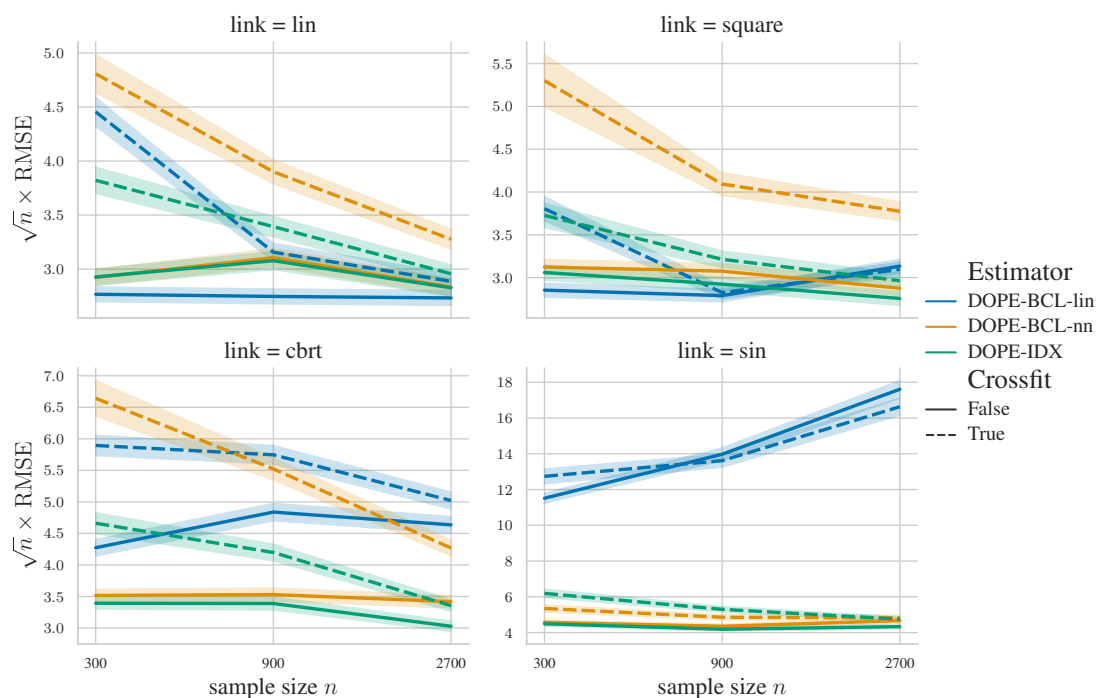 link = lin
5.0
4.5
4.0
3.5
3.0
√n × RMSE
link = square
5.5
5.0
4.5
4.0
3.5
3.0
link = cbrt
7.0
6.5
6.0
5.5
5.0
4.5
4.0
3.5
3.0
√n × RMSE
300
900
2700
sample size n
link = sin
18
16
14
12
10
8
6
4
300
900
2700
sample size n
Estimator
DOPE-BCL-lin
DOPE-BCL-nn
DOPE-IDX
Crossfit
False
True